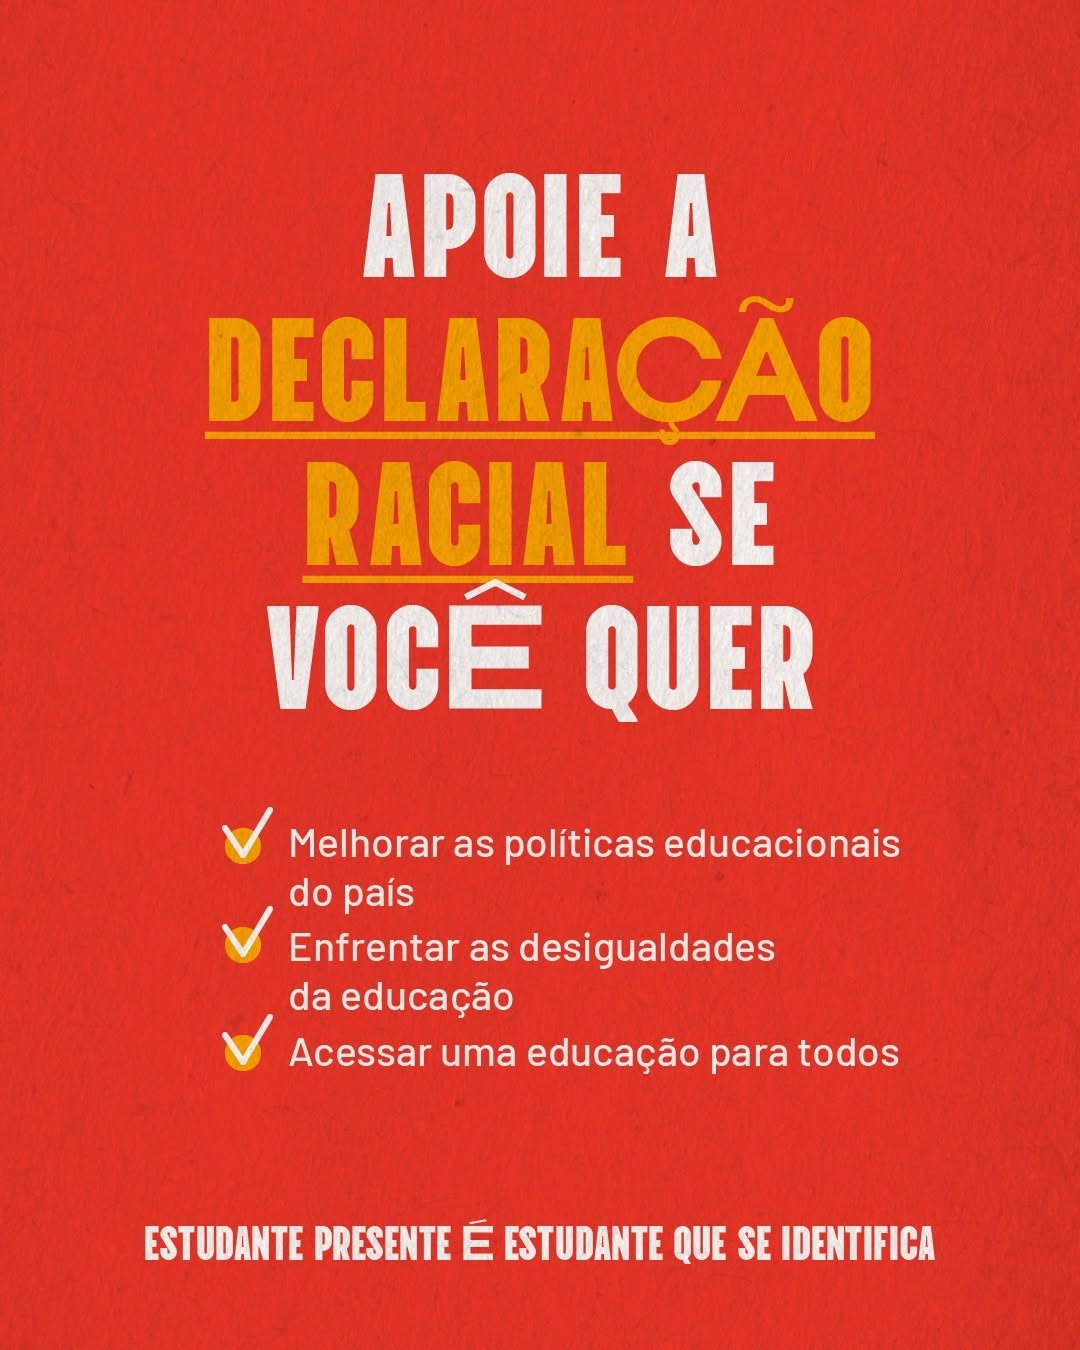 APOIE A
DECLARAÇÃO
RACIAL SE
VOCÊ QUER
Melhorar as políticas educacionais
do país
Enfrentar as desigualdades
da educação
Acessar uma educação para todos
ESTUDANTE PRESENTE É ESTUDANTE QUE SE IDENTIFICA